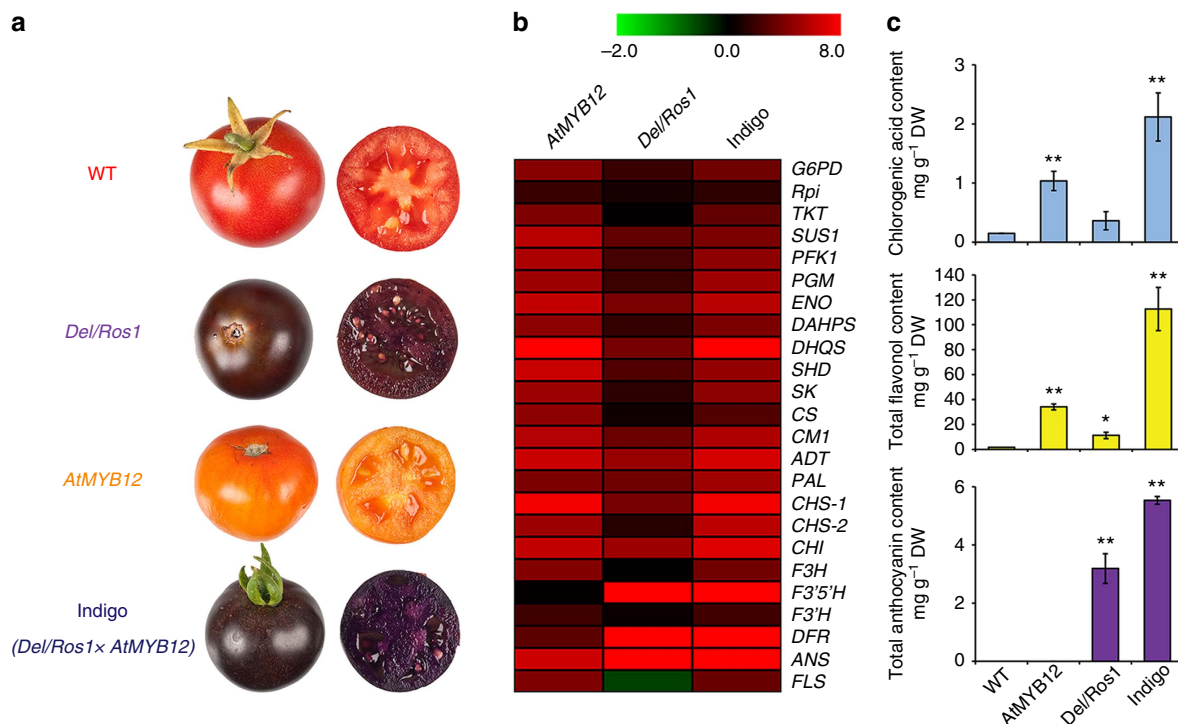 a
WT
Del/Ros1
AtMYB12
Indigo
(Del/Ros1× AtMYB12)
b
–2.0 0.0 8.0
AtMYB12 Del/Ros1 Indigo
G6PD
Rpi
TKT
SUS1
PFK1
PGM
ENO
DAHPS
DHQS
SHD
SK
CS
CM1
ADT
PAL
CHS-1
CHS-2
CHI
F3H
F3'5'H
F3'H
DFR
ANS
FLS
c
Chlorogenic acid content
mg g⁻¹ DW
3
2
1
0
**
**
Total flavonol content
mg g⁻¹ DW
140
120
100
80
60
40
20
0
**
*
**
Total anthocyanin content
mg g⁻¹ DW
6
4
2
0
**
**
WT AtMYB12 Del/Ros1 Indigo